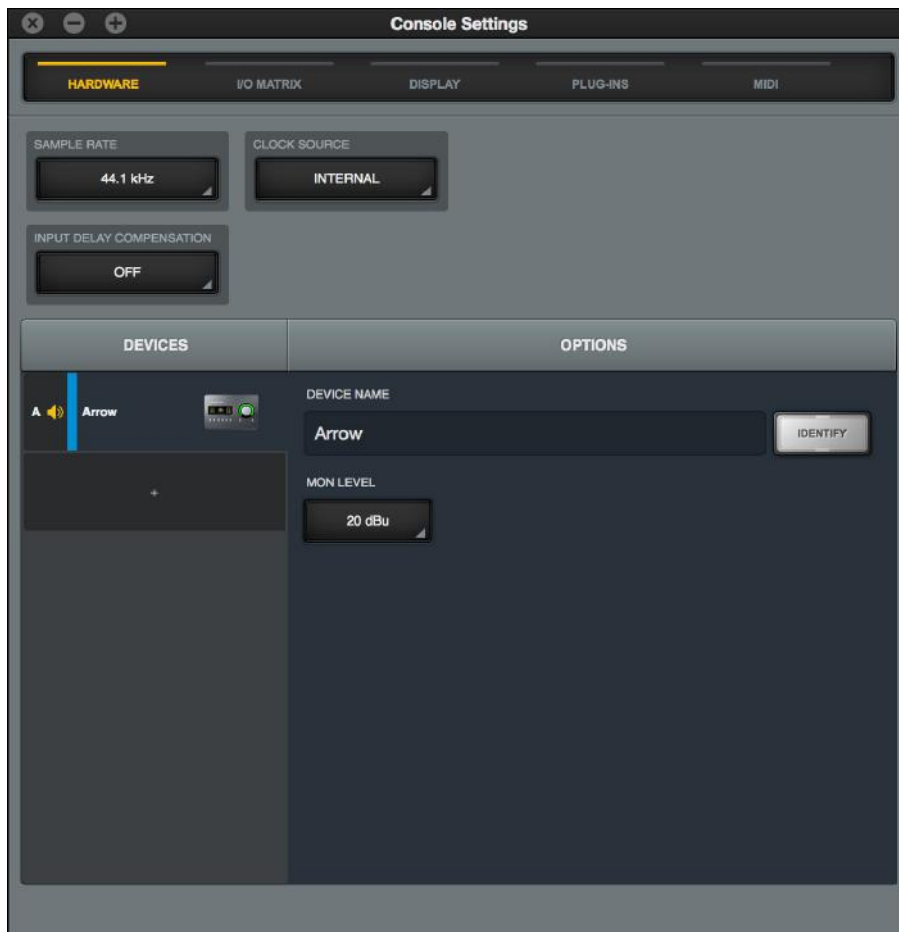 Console Settings
HARDWARE I/O MATRIX DISPLAY PLUG-INS MIDI
SAMPLE RATE CLOCK SOURCE
44.1 kHz INTERNAL
INPUT DELAY COMPENSATION
OFF
DEVICES OPTIONS
DEVICE NAME
A Arrow
Arrow IDENTIFY
MON LEVEL
+
20 dBu